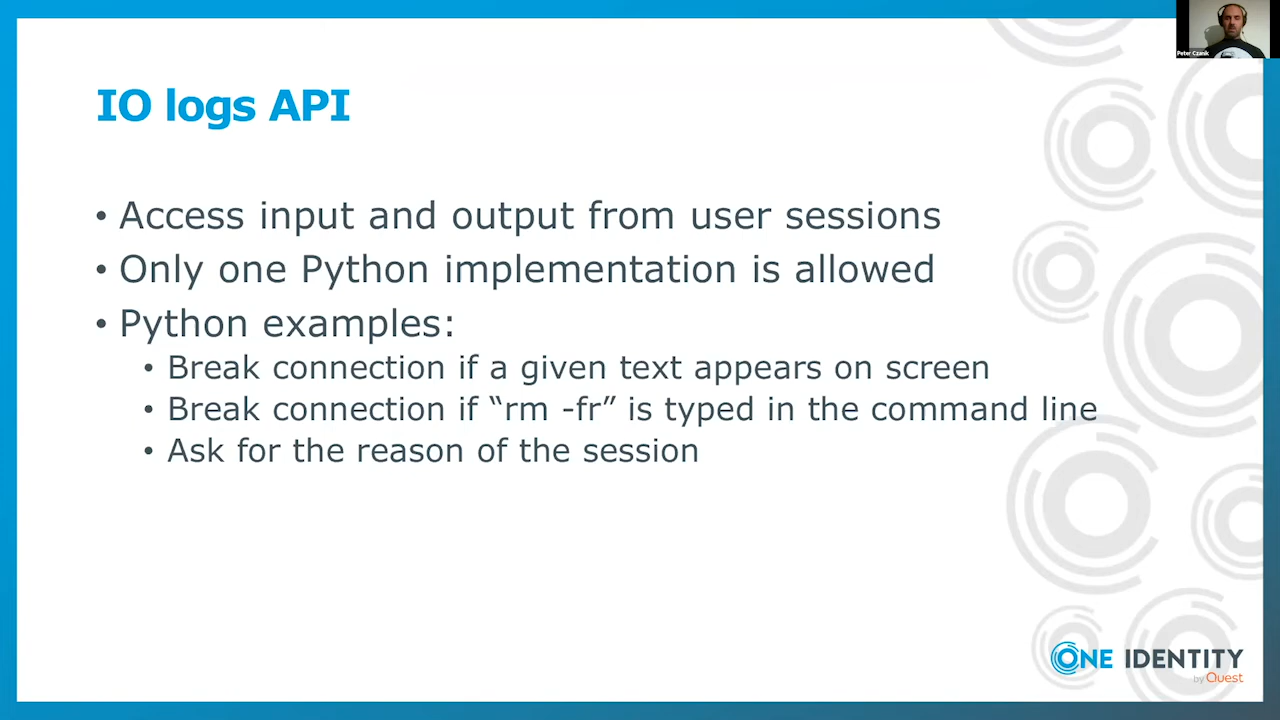 Peter Czanik
IO logs API
• Access input and output from user sessions
• Only one Python implementation is allowed
• Python examples:
• Break connection if a given text appears on screen
• Break connection if “rm -fr” is typed in the command line
• Ask for the reason of the session
ONE IDENTITY
by Quest